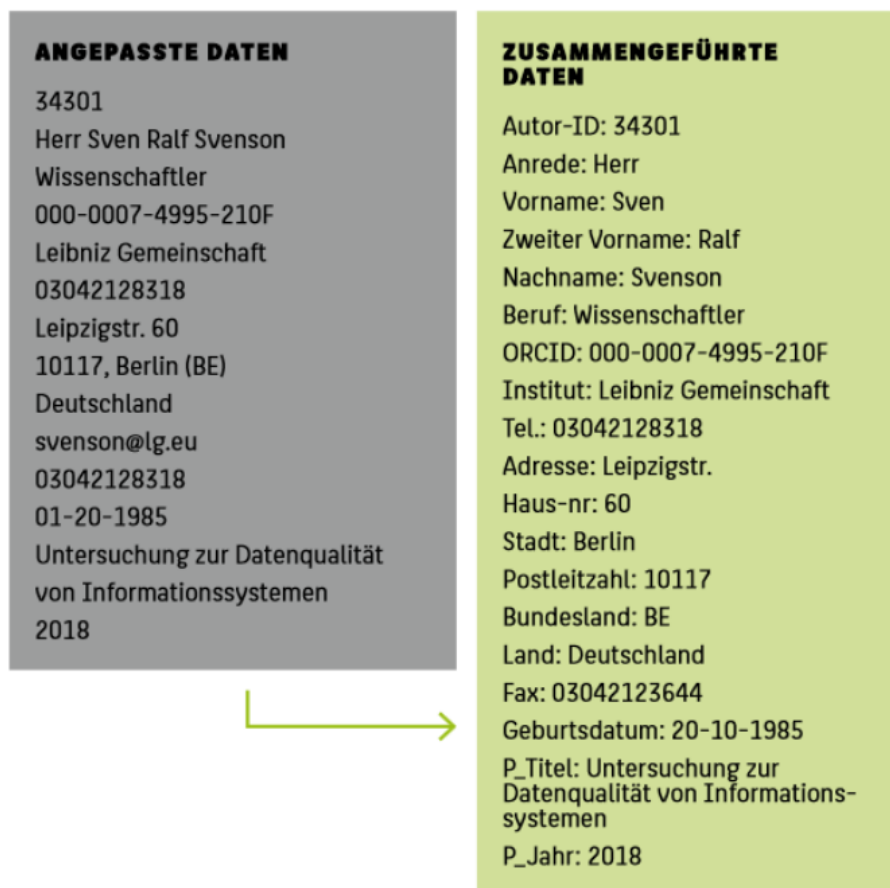 ANGEPASSTE DATEN
34301
Herr Sven Ralf Svenson
Wissenschaftler
000-0007-4995-210F
Leibniz Gemeinschaft
03042128318
Leipzigstr. 60
10117, Berlin (BE)
Deutschland
svenson@lg.eu
03042128318
01-20-1985
Untersuchung zur Datenqualität
von Informationssystemen
2018
ZUSAMMENGEFÜHRTE
DATEN
Autor-ID: 34301
Anrede: Herr
Vorname: Sven
Zweiter Vorname: Ralf
Nachname: Svenson
Beruf: Wissenschaftler
ORCID: 000-0007-4995-210F
Institut: Leibniz Gemeinschaft
Tel.: 03042128318
Adresse: Leipzigstr.
Haus-nr: 60
Stadt: Berlin
Postleitzahl: 10117
Bundesland: BE
Land: Deutschland
Fax: 03042123644
Geburtsdatum: 20-10-1985
P_Titel: Untersuchung zur
Datenqualität von Informations-
systemen
P_Jahr: 2018